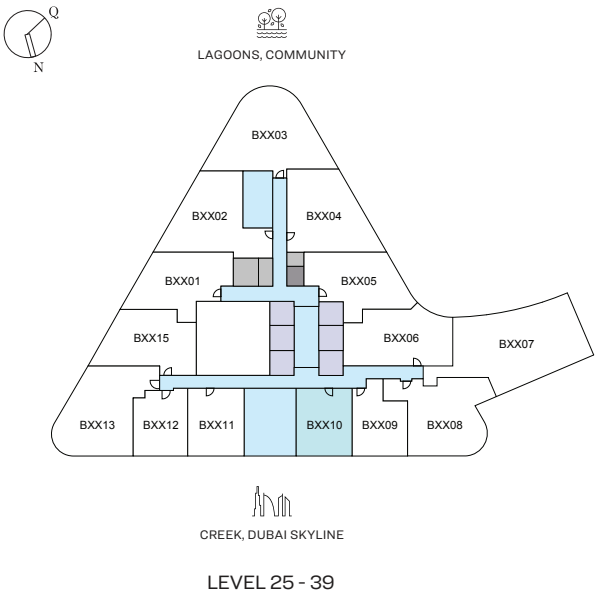 Q
N
LAGOONS, COMMUNITY
BXX03
BXX02
BXX04
BXX01
BXX05
BXX15
BXX06
BXX07
BXX13
BXX12
BXX11
BXX10
BXX09
BXX08
CREEK, DUBAI SKYLINE
LEVEL 25 - 39